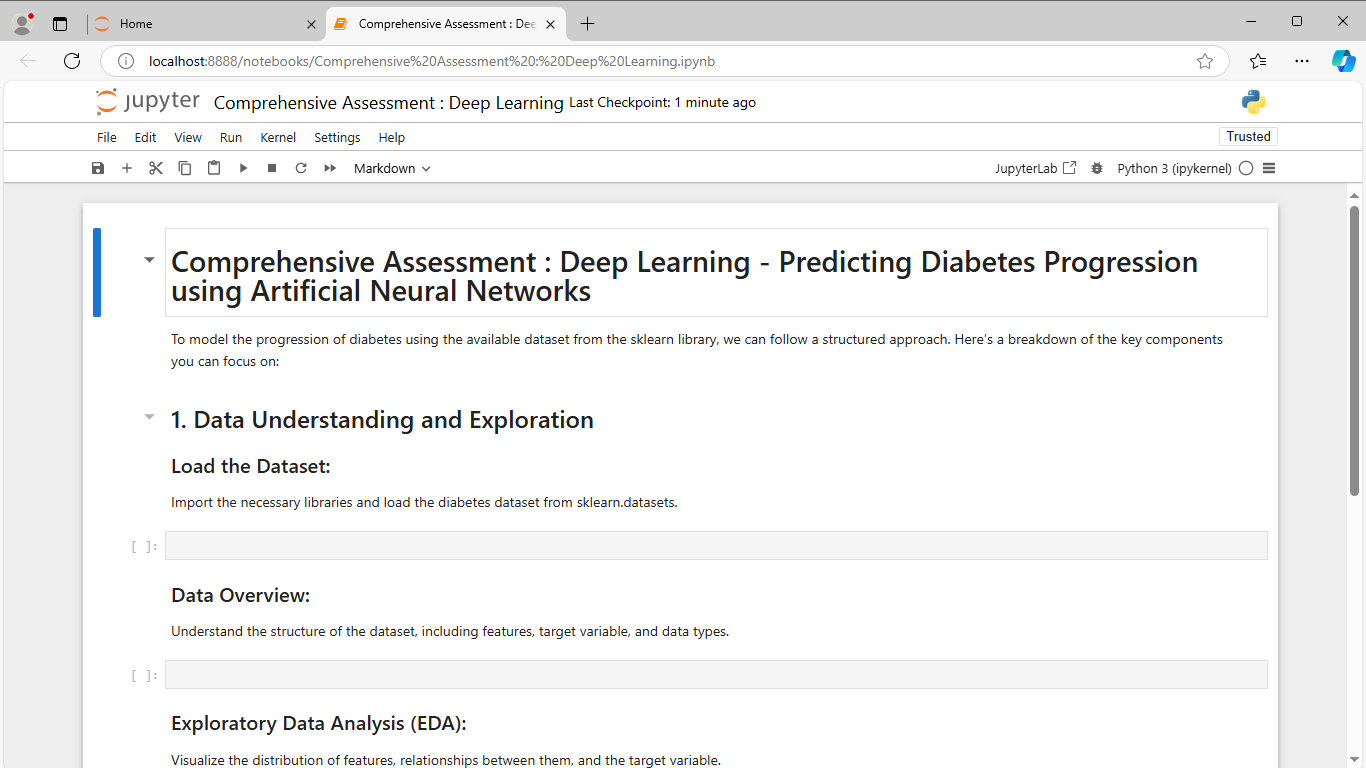 Home
Comprehensive Assessment : Dee
localhost:8888/notebooks/Comprehensive%20Assessment%20:%20Deep%20Learning.ipynb
jupyter Comprehensive Assessment : Deep Learning Last Checkpoint: 1 minute ago
File Edit View Run Kernel Settings Help
Trusted
Markdown
JupyterLab
Python 3 (ipykernel)
Comprehensive Assessment : Deep Learning - Predicting Diabetes Progression
using Artificial Neural Networks
To model the progression of diabetes using the available dataset from the sklearn library, we can follow a structured approach. Here's a breakdown of the key components
you can focus on:
1. Data Understanding and Exploration
Load the Dataset:
Import the necessary libraries and load the diabetes dataset from sklearn.datasets.
[ ]:
Data Overview:
Understand the structure of the dataset, including features, target variable, and data types.
[ ]:
Exploratory Data Analysis (EDA):
Visualize the distribution of features, relationships between them, and the target variable.